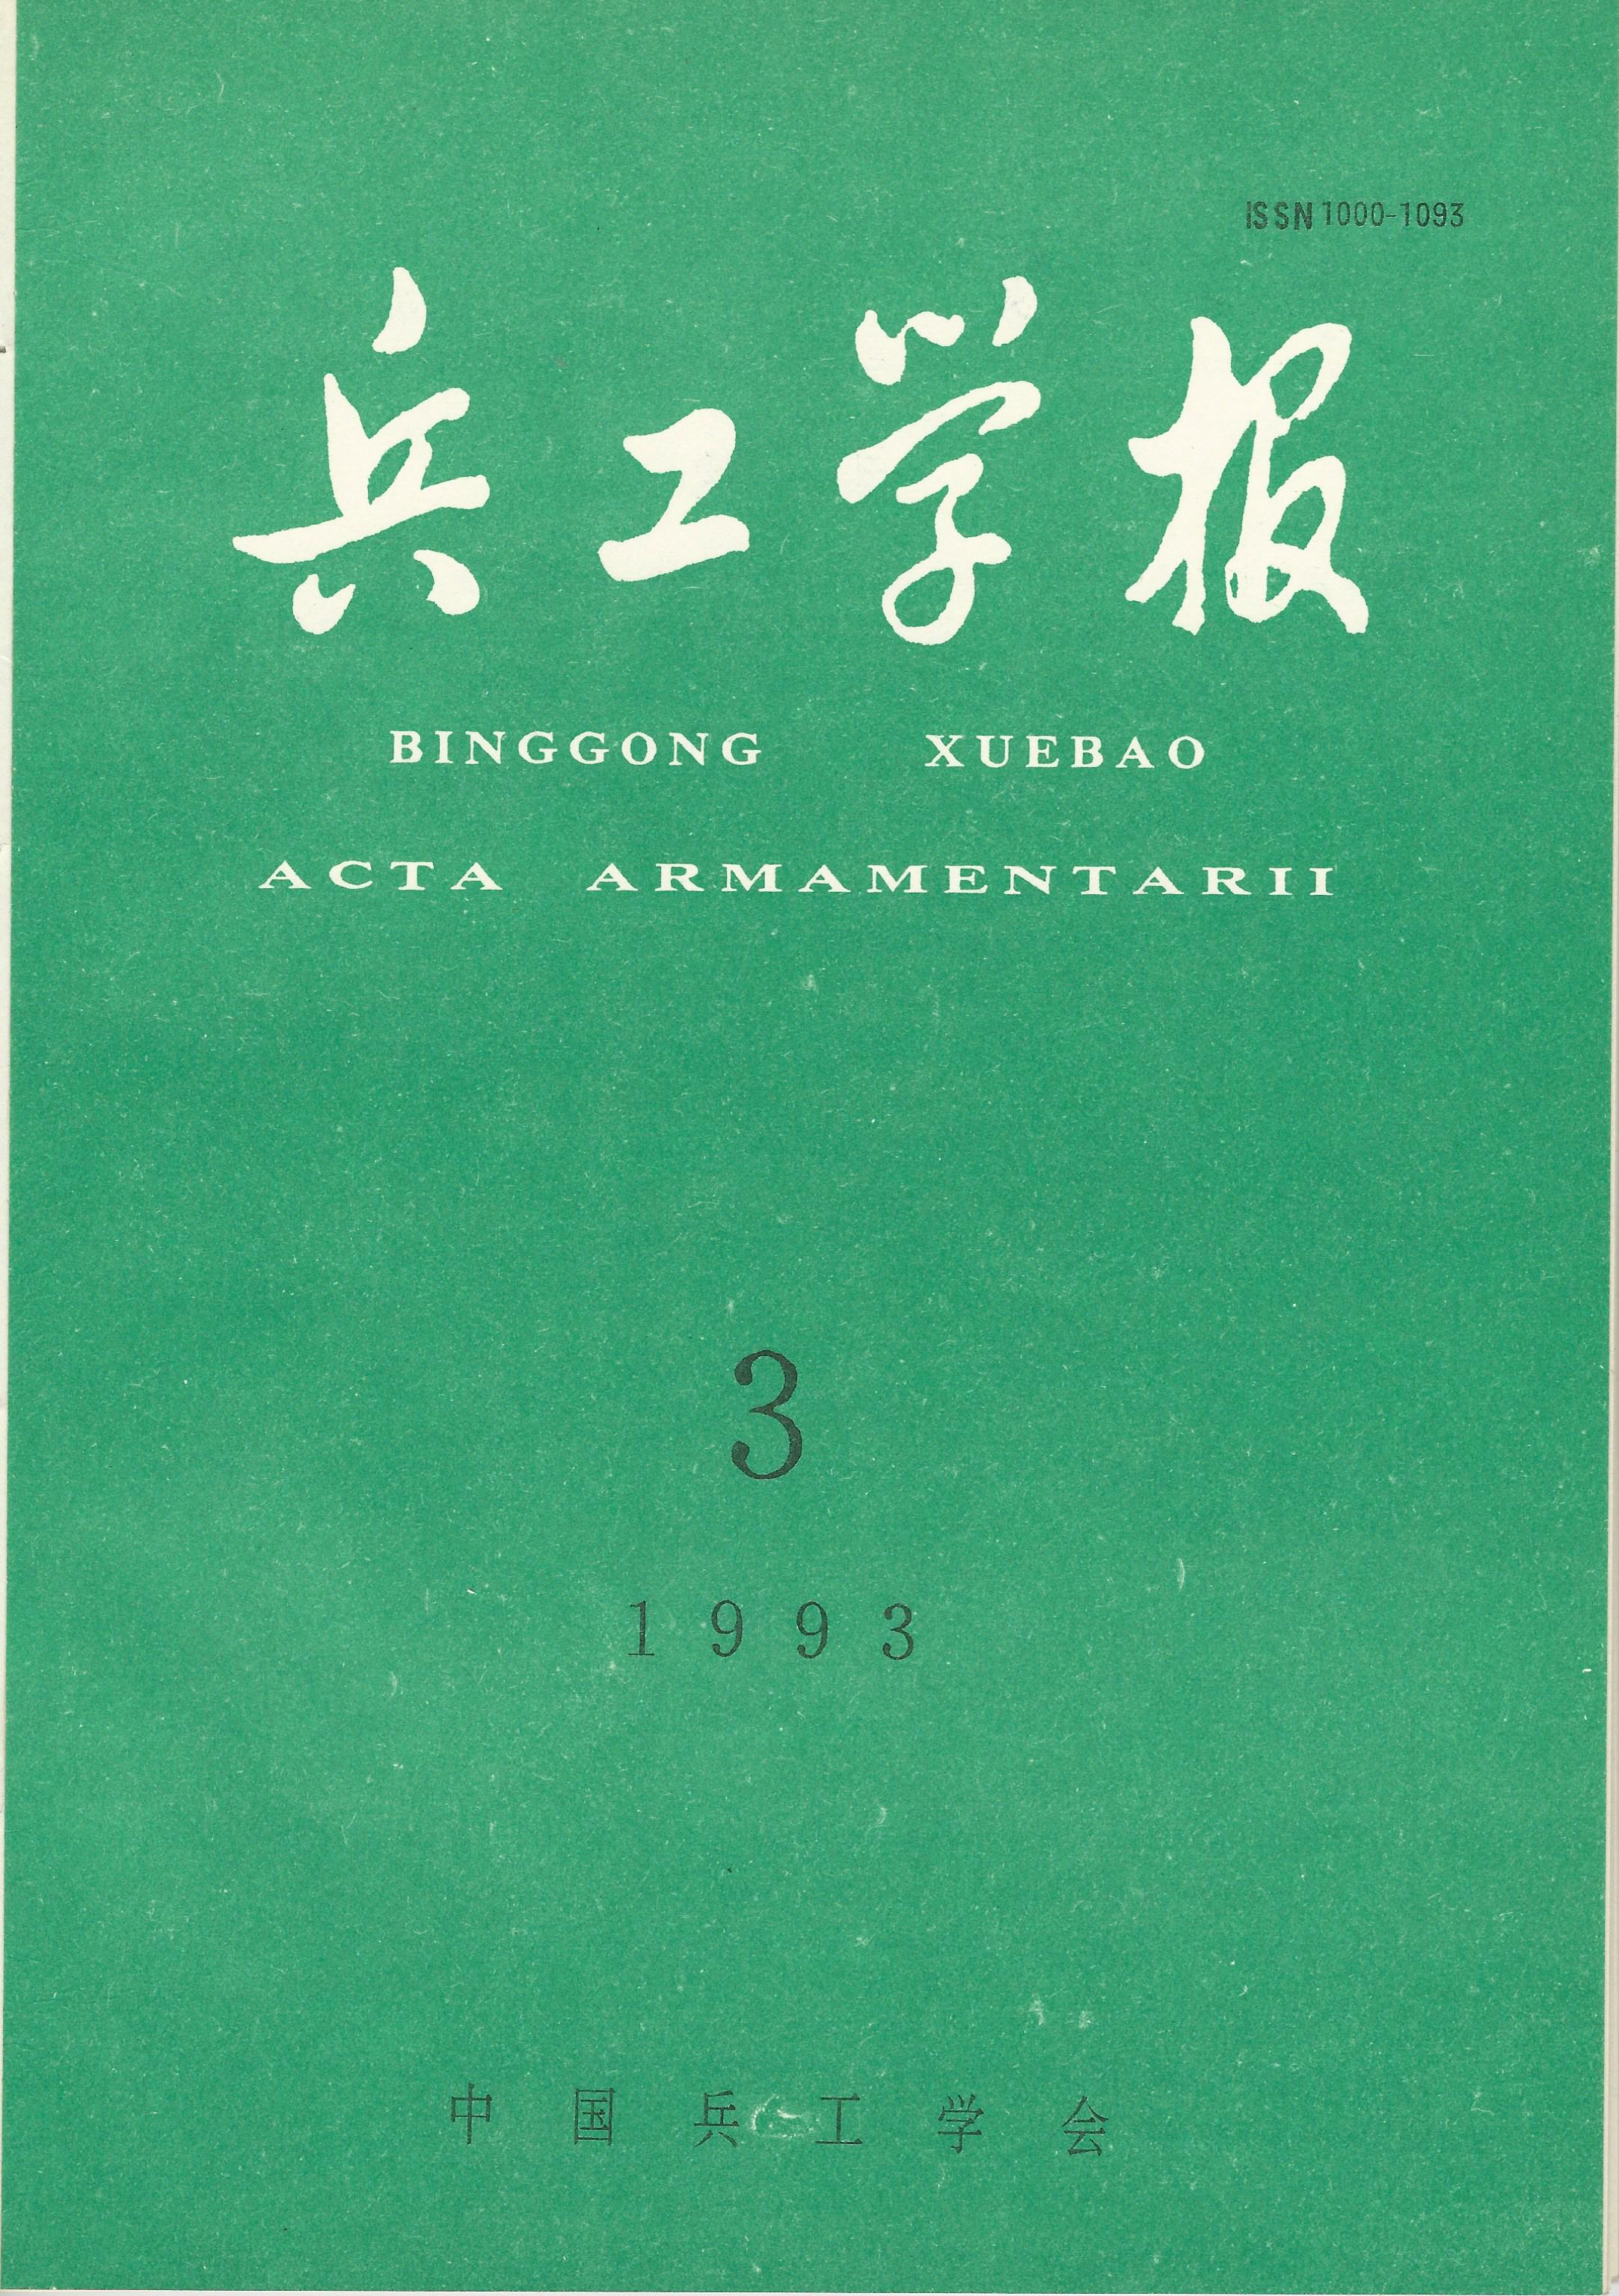 ISSN 1000-1093
兵工学报
BINGGONG XUEBAO
ACTA ARMAMENTARII
3
1993
中国兵工学会